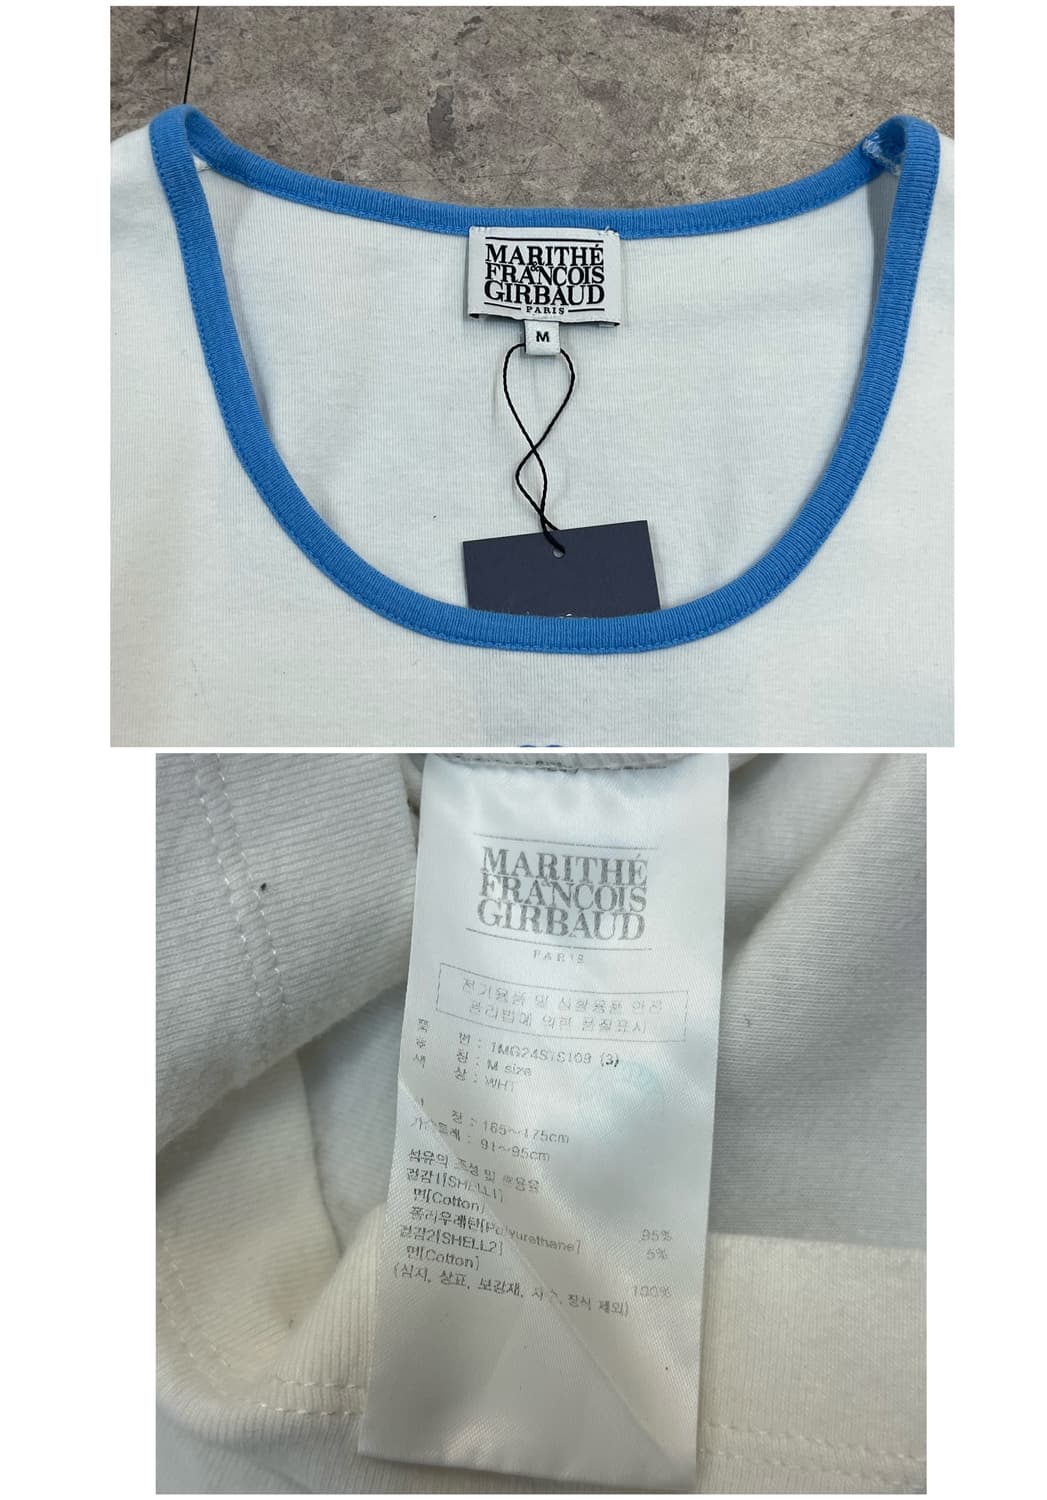 MARITHÉ
&
FRANCOIS
GIRBAUD
PARIS
M
MARITHÉ
FRANCOIS
GIRBAUD
PARIS
전기용품 및 생활용품 안전
관리법에 의한 품질표시
품 번 : 1MG24STS109 (3)
호 칭 : M size
색 상 : WHT
장 : 165~175cm
가슴둘레 : 91~95cm
섬유의 조성 및 혼용율
겉감1[SHELL1]
면[Cotton] 95%
폴리우레탄[Polyurethane] 5%
겉감2[SHELL2]
면[Cotton] 100%
(심지, 상표, 보강재, 자수, 장식 제외)